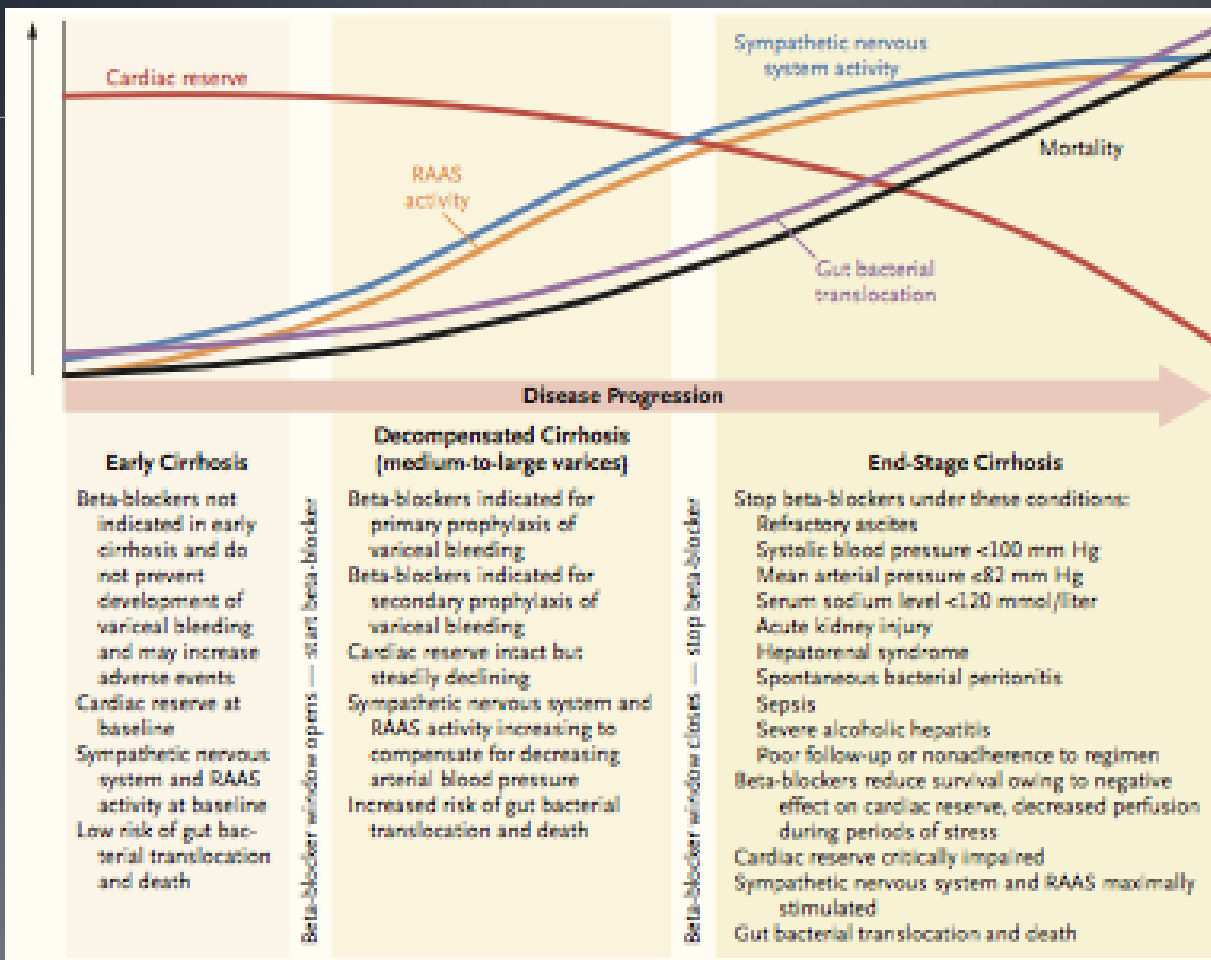 Cardiac reserve
Sympathetic nervous
system activity
RAAS
activity
Mortality
Gut bacterial
translocation
Disease Progression
Early Cirrhosis
Beta-blockers not
indicated in early
cirrhosis and do
not prevent
development of
variceal bleeding
and may increase
adverse events
Cardiac reserve at
baseline
Sympathetic nervous
system and RAAS
activity at baseline
Low risk of gut bac-
terial translocation
and death
Beta-blocker window opens — start beta-blocker
Decompensated Cirrhosis
(medium-to-large varices)
Beta-blockers indicated for
primary prophylaxis of
variceal bleeding
Beta-blockers indicated for
secondary prophylaxis of
variceal bleeding
Cardiac reserve intact but
steadily declining
Sympathetic nervous system and
RAAS activity increasing to
compensate for decreasing
arterial blood pressure
Increased risk of gut bacterial
translocation and death
Beta-blocker window closes — stop beta-blocker
End-Stage Cirrhosis
Stop beta-blockers under these conditions:
Refractory ascites
Systolic blood pressure <100 mm Hg
Mean arterial pressure ≤82 mm Hg
Serum sodium level <120 mmol/liter
Acute kidney injury
Hepatorenal syndrome
Spontaneous bacterial peritonitis
Sepsis
Severe alcoholic hepatitis
Poor follow-up or nonadherence to regimen
Beta-blockers reduce survival owing to negative
effect on cardiac reserve, decreased perfusion
during periods of stress
Cardiac reserve critically impaired
Sympathetic nervous system and RAAS maximally
stimulated
Gut bacterial translocation and death